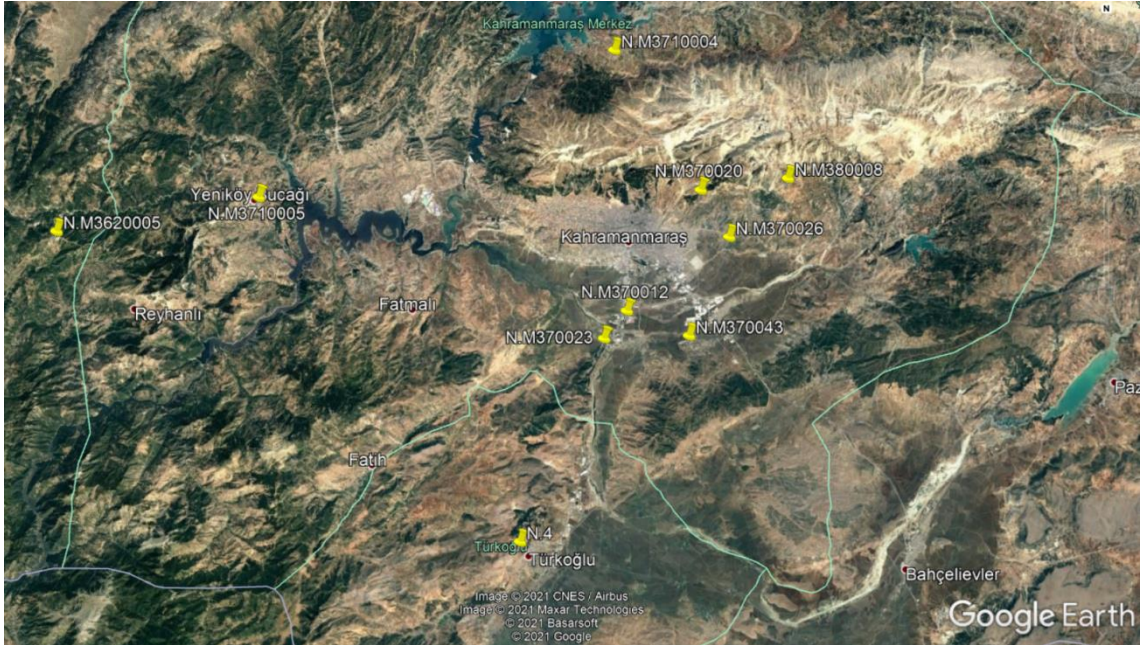 N
Kahramanmaraş Merkez
N.M3710004
N.M370020
N.M380008
Yeniköy Bucağı
N.M3710005
N.M3620005
N.M370026
Kahramanmaraş
N.M370012
Reyhanlı
Fatmalı
N.M370023
N.M370043
Paz
Fatih
N.4
Türkoğlu
Türkoğlu
Bahçelievler
Image © 2021 CNES / Airbus
Image © 2021 Maxar Technologies
© 2021 Basarsoft
© 2021 Google
Google Earth